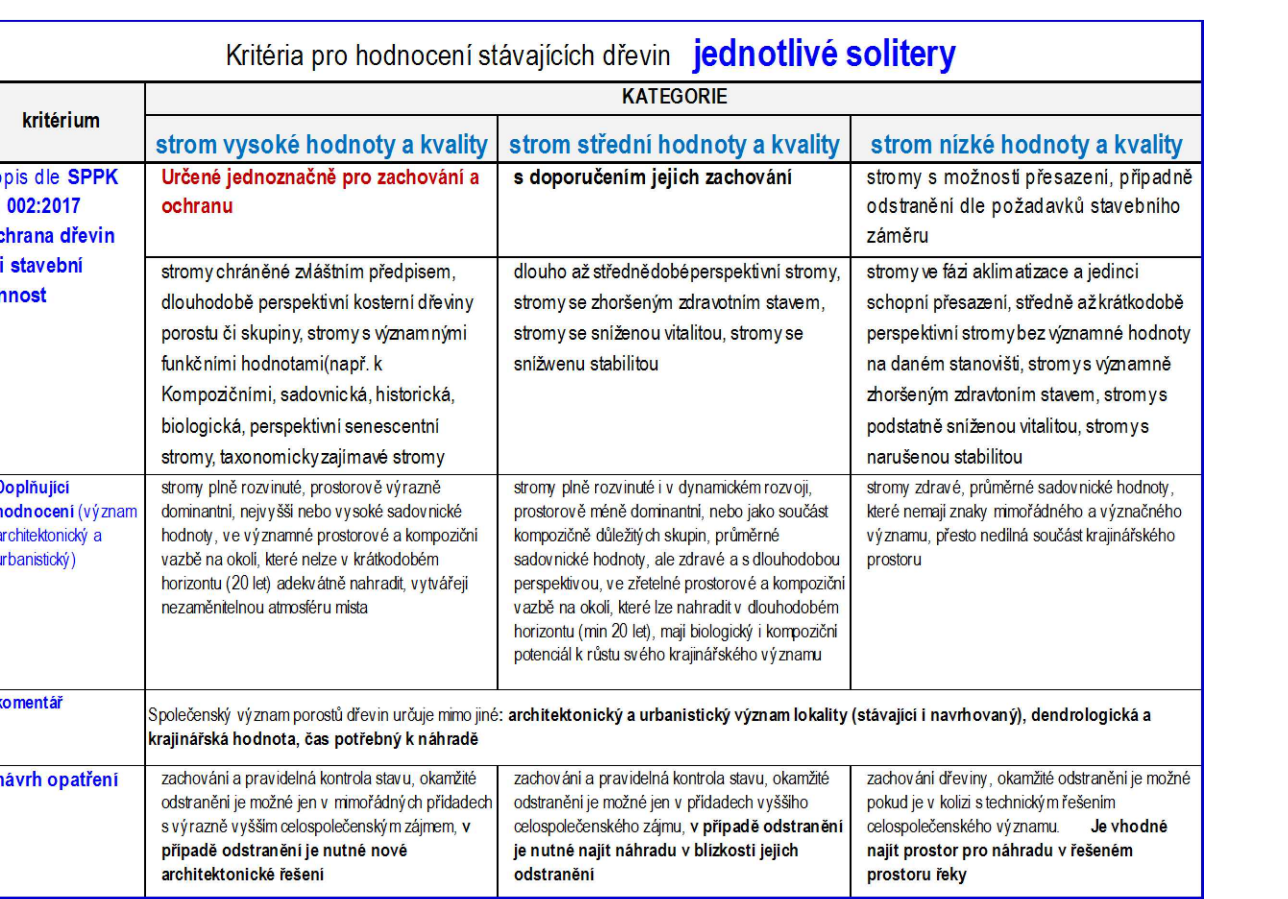 Kritéria pro hodnocení stávajících dřevin jednotlivé solitery
kritérium
KATEGORIE
strom vysoké hodnoty a kvality
strom střední hodnoty a kvality
strom nízké hodnoty a kvality
opis dle SPPK
002:2017
chrana dřevin
i stavební
nnost
Určené jednoznačně pro zachování a
ochranu
s doporučením jejich zachování
stromy s možností přesazení, případně
odstranění dle požadavků stavebního
záměru
stromy chráněné zvláštním předpisem,
dlouhodobě perspektivní kosterní dřeviny
porostu či skupiny, stromy s významnými
funkčními hodnotami(např. k
Kompozičními, sadovnická, historická,
biologická, perspektivní senescentní
stromy, taxonomicky zajímavé stromy
dlouho až střednědobéperspektivní stromy,
stromy se zhoršeným zdravotním stavem,
stromy se sníženou vitalitou, stromy se
snížwenu stabilitou
stromy ve fázi aklimatizace a jedinci
schopní přesazení, středně až krátkodobě
perspektivní stromy bez významné hodnoty
na daném stanovišti, stromy s významně
zhoršeným zdravtoním stavem, stromy s
podstatně sníženou vitalitou, stromy s
narušenou stabilitou
Doplňující
hodnocení (význam
architektonický a
urbanistický)
stromy plně rozvinuté, prostorově výrazně
dominantní, nejvyšší nebo vysoké sadovnické
hodnoty, ve významné prostorové a kompoziční
vazbě na okolí, které nelze v krátkodobém
horizontu (20 let) adekvátně nahradit, vytvářejí
nezaměnitelnou atmosféru místa
stromy plně rozvinuté i v dynamickém rozvoji,
prostorově méně dominantní, nebo jako součást
kompozičně důležitých skupin, průměrné
sadovnické hodnoty, ale zdravé a s dlouhodobou
perspektivou, ve zřetelné prostorové a kompoziční
vazbě na okolí, které lze nahradit v dlouhodobém
horizontu (min 20 let), mají biologický i kompoziční
potenciál k růstu svého krajinářského významu
stromy zdravé, průměrné sadovnické hodnoty,
které nemají znaky mimořádného a význačného
významu, přesto nedílná součást krajinářského
prostoru
komentář
Společenský význam porostů dřevin určuje mimo jiné: architektonický a urbanistický význam lokality (stávající i navrhovaný), dendrologická a
krajinářská hodnota, čas potřebný k náhradě
návrh opatření
zachování a pravidelná kontrola stavu, okamžité
odstranění je možné jen v mimořádných přídadech
s výrazně vyšším celospolečenským zájmem, v
případě odstranění je nutné nové
architektonické řešení
zachování a pravidelná kontrola stavu, okamžité
odstranění je možné jen v přídadech vyššího
celospolečenského zájmu, v případě odstranění
je nutné najít náhradu v blízkosti jejich
odstranění
zachování dřeviny, okamžité odstranění je možné
pokud je v kolizi s technickým řešením
celospolečenského významu. Je vhodné
najít prostor pro náhradu v řešeném
prostoru řeky